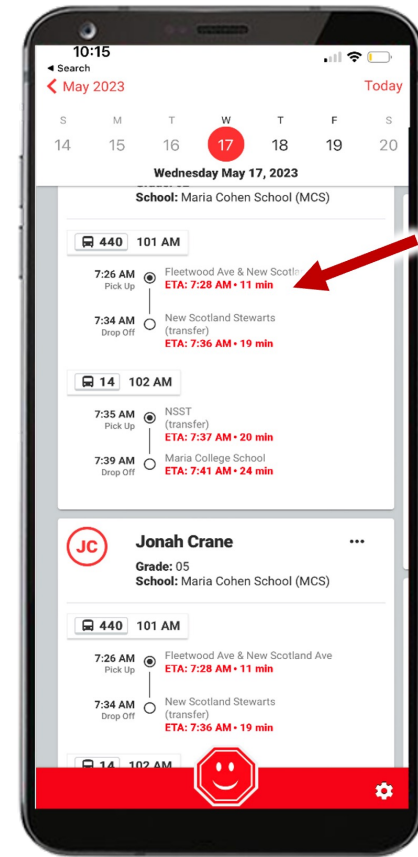 10:15
◂ Search
May 2023 Today
S M T W T F S
14 15 16 17 18 19 20
Wednesday May 17, 2023
School: Maria Cohen School (MCS)
440 101 AM
7:26 AM Fleetwood Ave & New
Pick Up ETA: 7:28 AM • 11 min
7:34 AM New Scotland Stewarts
Drop Off (transfer)
ETA: 7:36 AM • 19 min
14 102 AM
7:35 AM NSST
Pick Up (transfer)
ETA: 7:37 AM • 20 min
7:39 AM Maria College School
Drop Off ETA: 7:41 AM • 24 min
JC Jonah Crane •••
Grade: 05
School: Maria Cohen School (MCS)
440 101 AM
7:26 AM Fleetwood Ave & New Scotland Ave
Pick Up ETA: 7:28 AM • 11 min
7:34 AM New Scotland Stewarts
Drop Off (transfer)
ETA: 7:36 AM • 19 min
14 102 AM